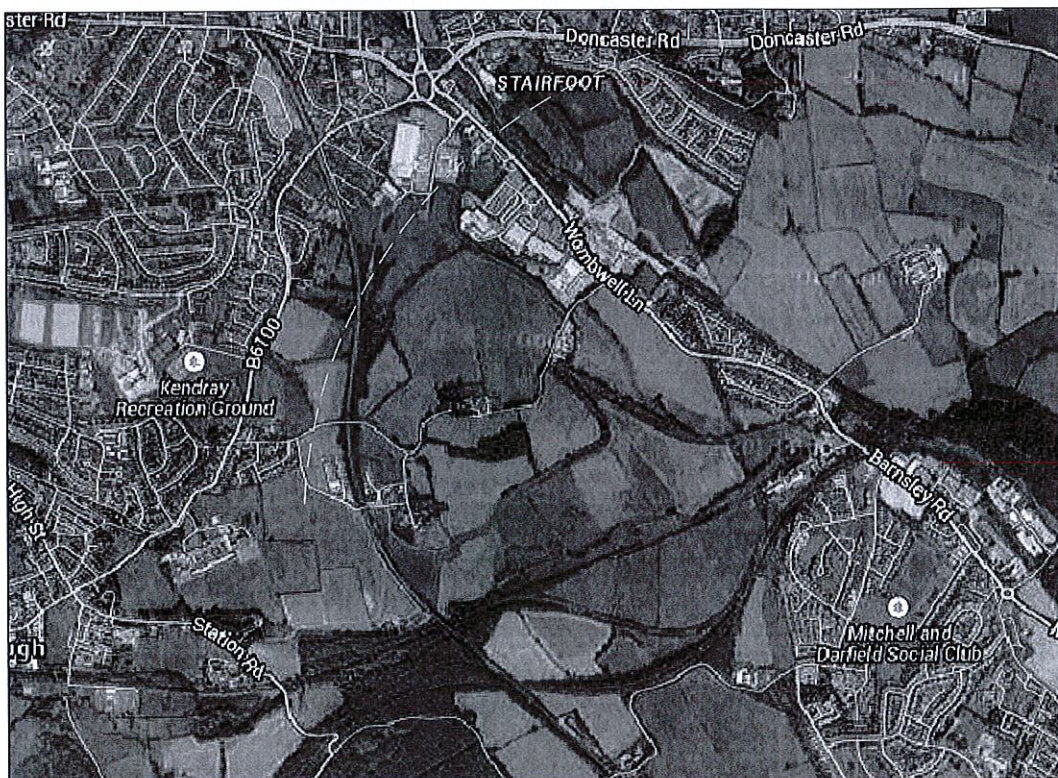 ster Rd
Doncaster Rd
Doncaster Rd
STAIRFOOT
Wombwell Ln
B6100
Kendray
Recreation Ground
High St
Barnsley Rd
Station Rd
ugh
Mitchell and
Darfield Social Club